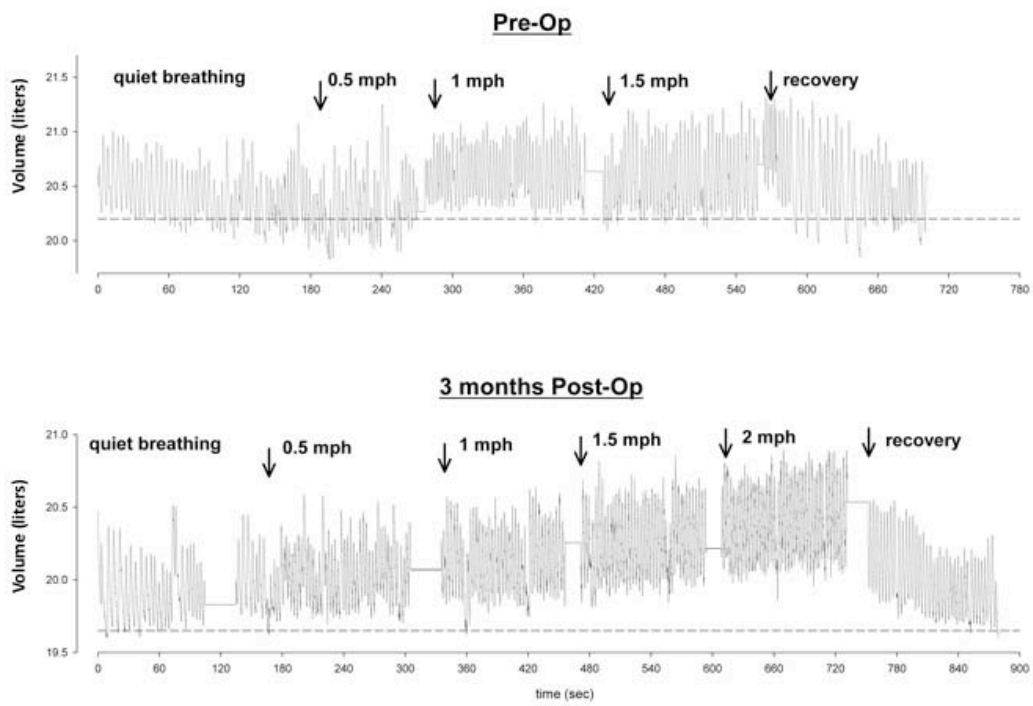 Pre-Op
Volume (liters)
21.5
21.0
20.5
20.0
quiet breathing
0.5 mph
1 mph
1.5 mph
recovery
0 60 120 180 240 300 360 420 480 540 600 660 720 780
3 months Post-Op
Volume (liters)
21.0
20.5
20.0
19.5
quiet breathing
0.5 mph
1 mph
1.5 mph
2 mph
recovery
0 60 120 180 240 300 360 420 480 540 600 660 720 780 840 900
time (sec)